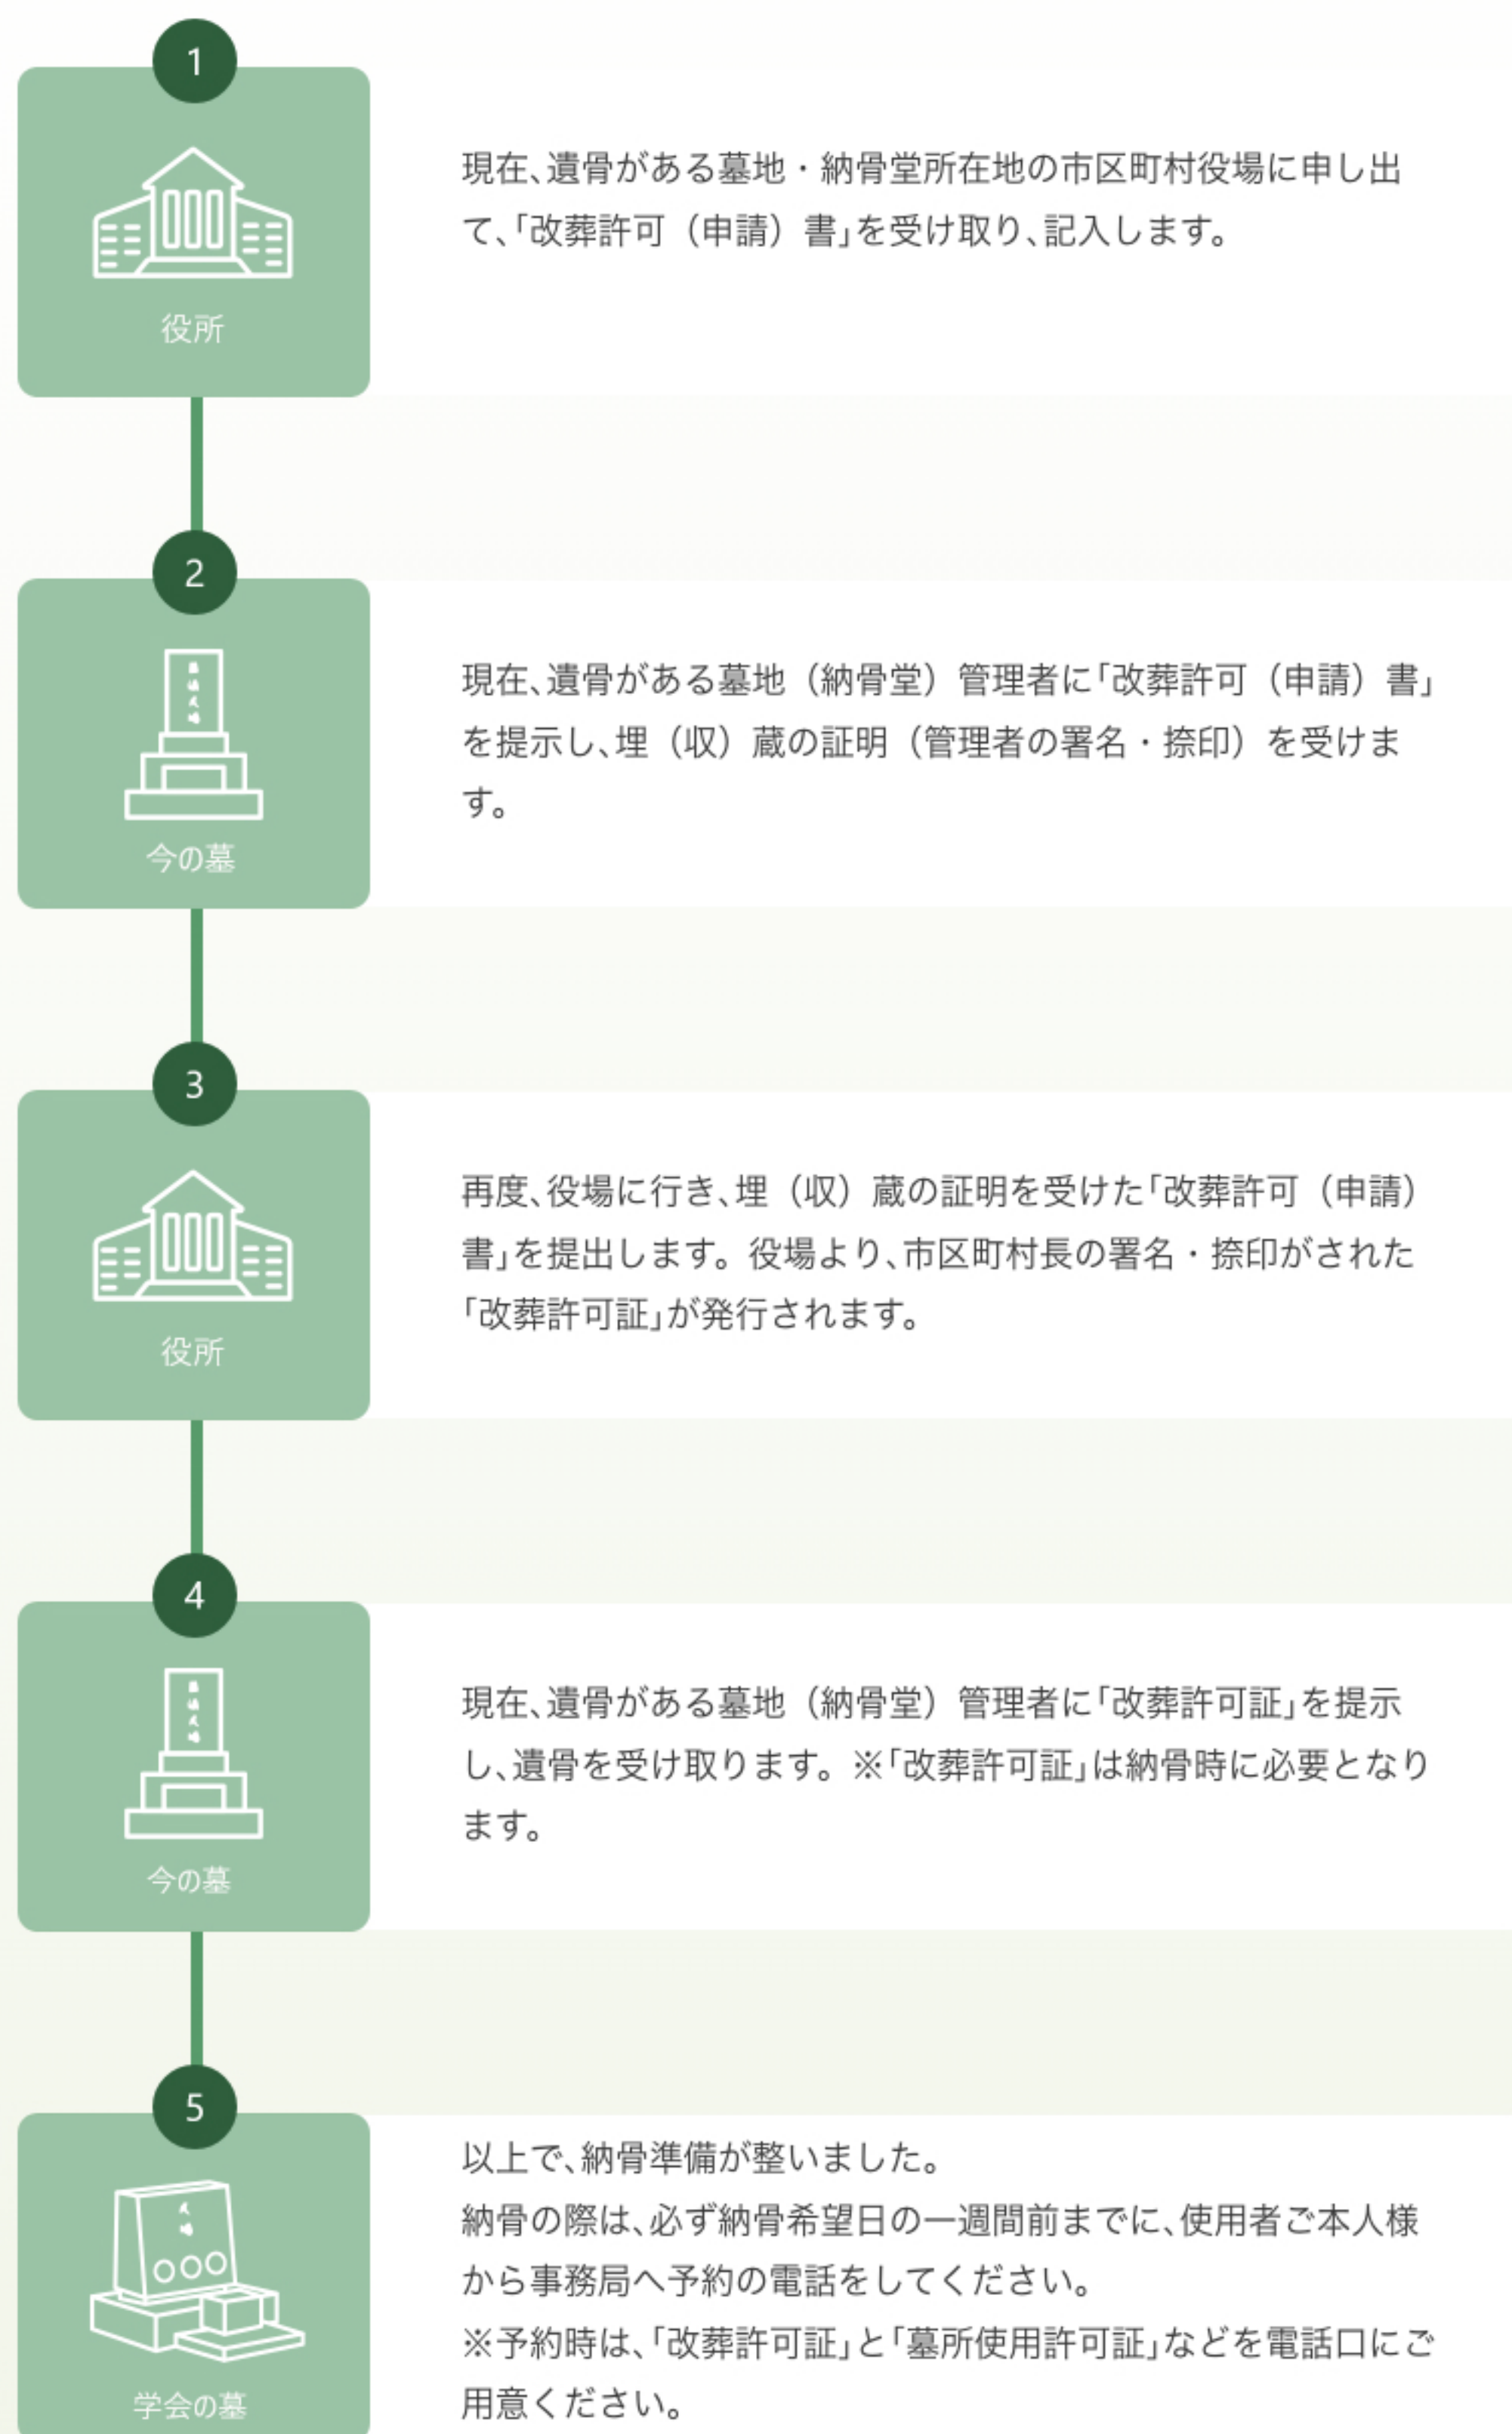 1
役所
現在、遺骨がある墓地・納骨堂所在地の市区町村役場に申し出
て、「改葬許可（申請）書」を受け取り、記入します。
2
今の墓
現在、遺骨がある墓地（納骨堂）管理者に「改葬許可（申請）書」
を提示し、埋（収）蔵の証明（管理者の署名・捺印）を受けま
す。
3
役所
再度、役場に行き、埋（収）蔵の証明を受けた「改葬許可（申請）
書」を提出します。役場より、市区町村長の署名・捺印がされた
「改葬許可証」が発行されます。
4
今の墓
現在、遺骨がある墓地（納骨堂）管理者に「改葬許可証」を提示
し、遺骨を受け取ります。※「改葬許可証」は納骨時に必要となり
ます。
5
学会の墓
以上で、納骨準備が整いました。
納骨の際は、必ず納骨希望日の一週間前までに、使用者ご本人様
から事務局へ予約の電話をしてください。
※予約時は、「改葬許可証」と「墓所使用許可証」などを電話口にご
用意ください。